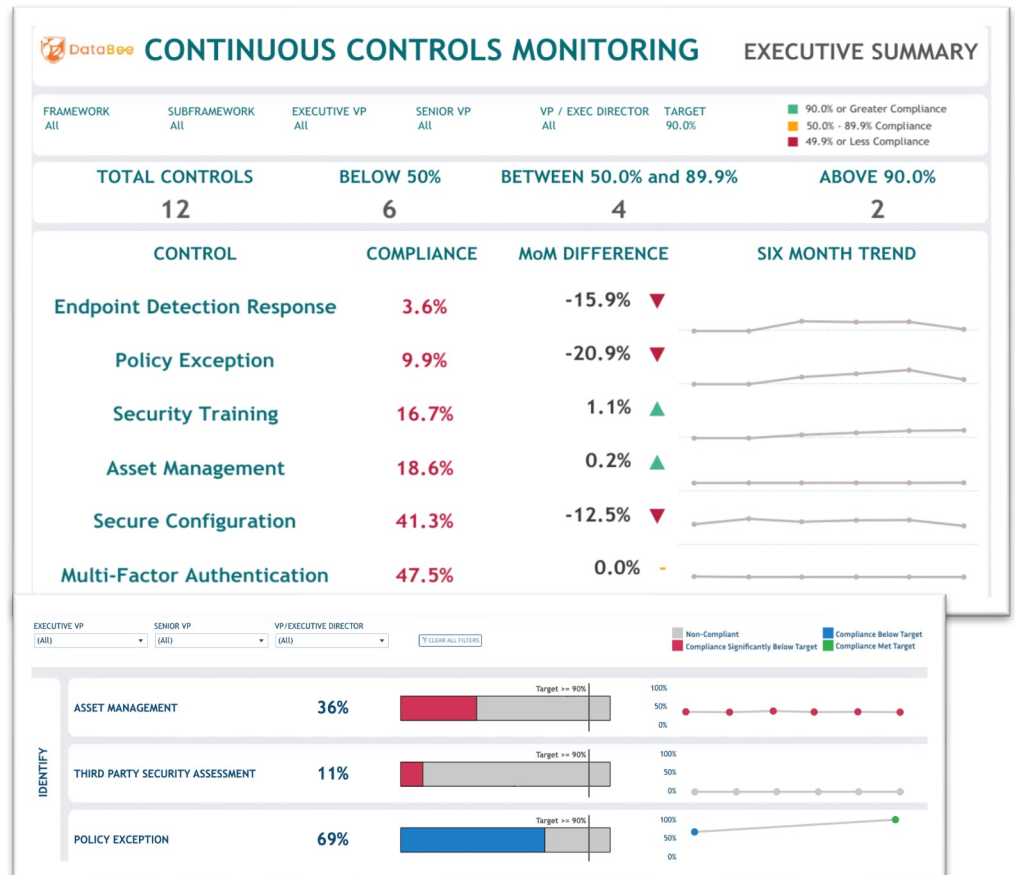 DataBee CONTINUOUS CONTROLS MONITORING EXECUTIVE SUMMARY
FRAMEWORK SUBFRAMEWORK EXECUTIVE VP SENIOR VP VP / EXEC DIRECTOR TARGET
All All All All All 90.0%
90.0% or Greater Compliance
50.0% - 89.9% Compliance
49.9% or Less Compliance
TOTAL CONTROLS BELOW 50% BETWEEN 50.0% and 89.9% ABOVE 90.0%
12 6 4 2
CONTROL COMPLIANCE MoM DIFFERENCE SIX MONTH TREND
Endpoint Detection Response 3.6% -15.9% ▼
Policy Exception 9.9% -20.9% ▼
Security Training 16.7% 1.1% ▲
Asset Management 18.6% 0.2% ▲
Secure Configuration 41.3% -12.5% ▼
Multi-Factor Authentication 47.5% 0.0% -
EXECUTIVE VP SENIOR VP VP/EXECUTIVE DIRECTOR
(All) (All) (All) CLEAR ALL FILTERS
Non-Compliant Compliance Below Target
Compliance Significantly Below Target Compliance Met Target
IDENTIFY
Target >= 90% 100%
ASSET MANAGEMENT 36% 50%
0%
Target >= 90% 100%
THIRD PARTY SECURITY ASSESSMENT 11% 50%
0%
Target >= 90% 100%
POLICY EXCEPTION 69% 50%
0%